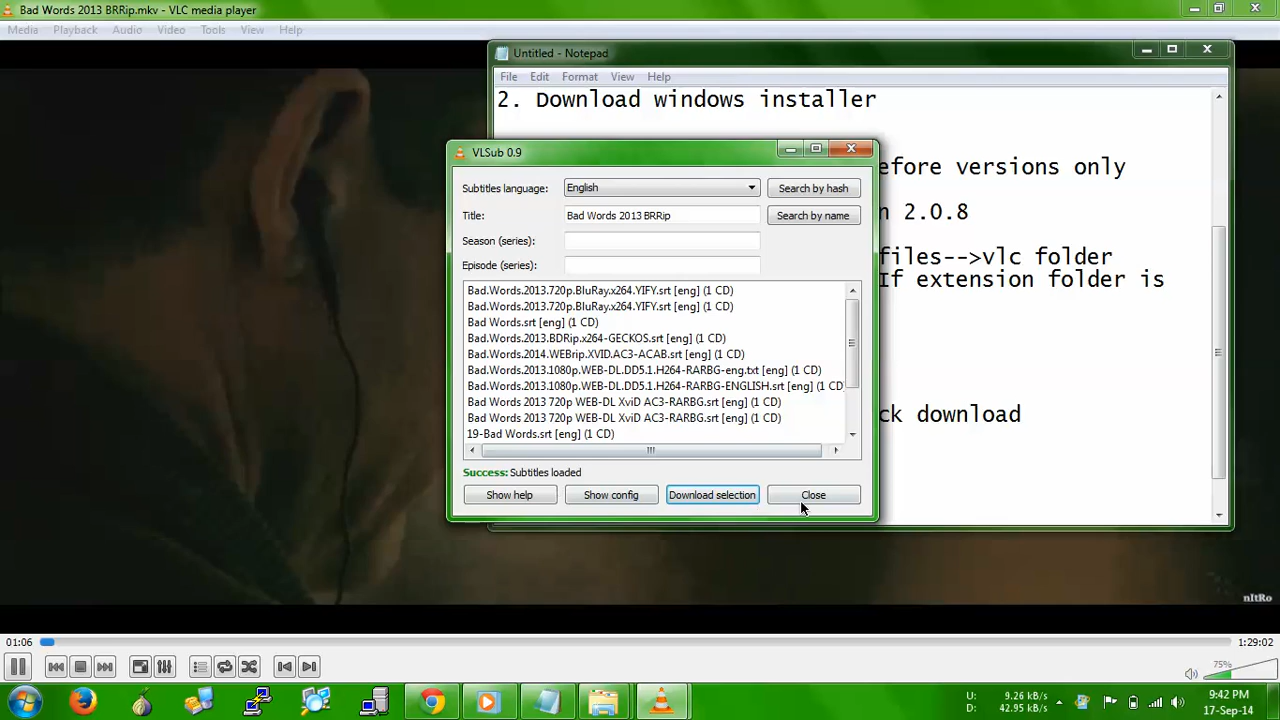 Bad Words 2013 BRRip.mkv - VLC media player
Media Playback Audio Video Tools View Help
Untitled - Notepad
File Edit Format View Help
2. Download windows installer
efore versions only
n 2.0.8
files-->vlc folder
If extension folder is
ck download
VLSub 0.9
Subtitles language: English Search by hash
Title: Bad Words 2013 BRRip Search by name
Season (series):
Episode (series):
Bad.Words.2013.720p.BluRay.x264.YIFY.srt [eng] (1 CD)
Bad.Words.2013.720p.BluRay.x264.YIFY.srt [eng] (1 CD)
Bad Words.srt [eng] (1 CD)
Bad.Words.2013.BDRip.x264-GECKOS.srt [eng] (1 CD)
Bad.Words.2014.WEBrip.XVID.AC3-ACAB.srt [eng] (1 CD)
Bad.Words.2013.1080p.WEB-DL.DD5.1.H264-RARBG-eng.txt [eng] (1 CD)
Bad.Words.2013.1080p.WEB-DL.DD5.1.H264-RARBG-ENGLISH.srt [eng] (1 CD
Bad Words 2013 720p WEB-DL XviD AC3-RARBG.srt [eng] (1 CD)
Bad Words 2013 720p WEB-DL XviD AC3-RARBG.srt [eng] (1 CD)
19-Bad Words.srt [eng] (1 CD)
Success: Subtitles loaded
Show help Show config Download selection Close
nItRo
01:06 1:29:02
75%
U: 9.26 kB/s
D: 42.95 kB/s
9:42 PM
17-Sep-14